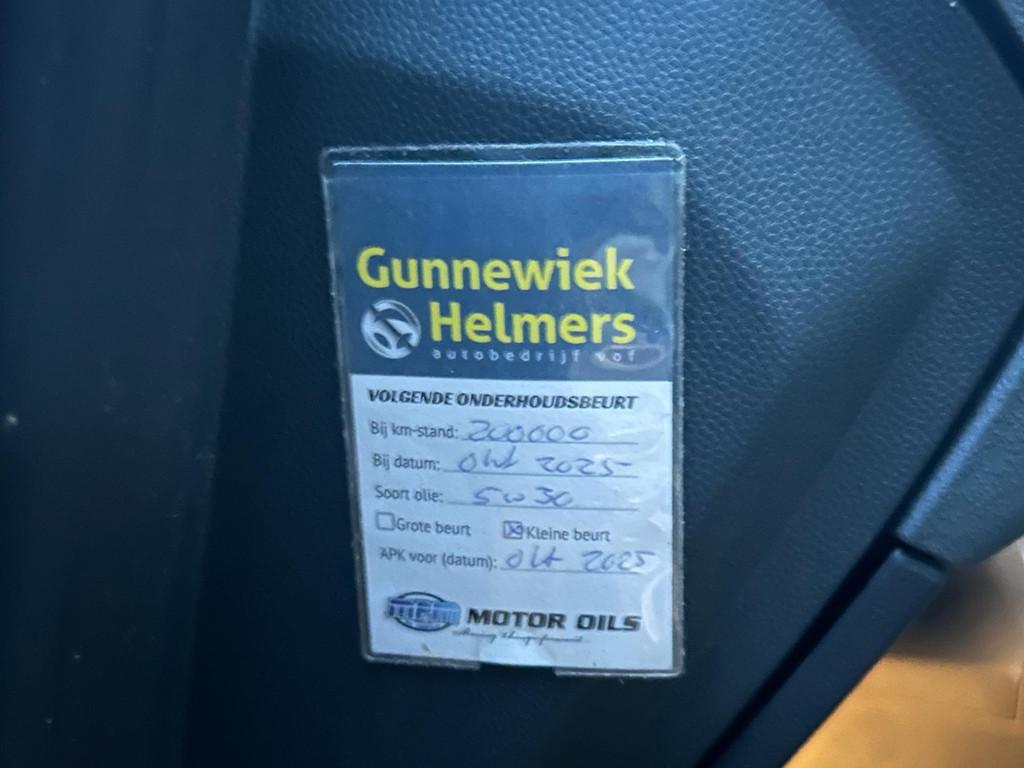 Gunnewiek
Helmers
autobedrijf vof
VOLGENDE ONDERHOUDSBEURT
Bij km-stand: 200000
Bij datum: Okt 2025
Soort olie: 5w30
Grote beurt Kleine beurt
APK voor (datum): Okt 2025
MPM MOTOR OILS